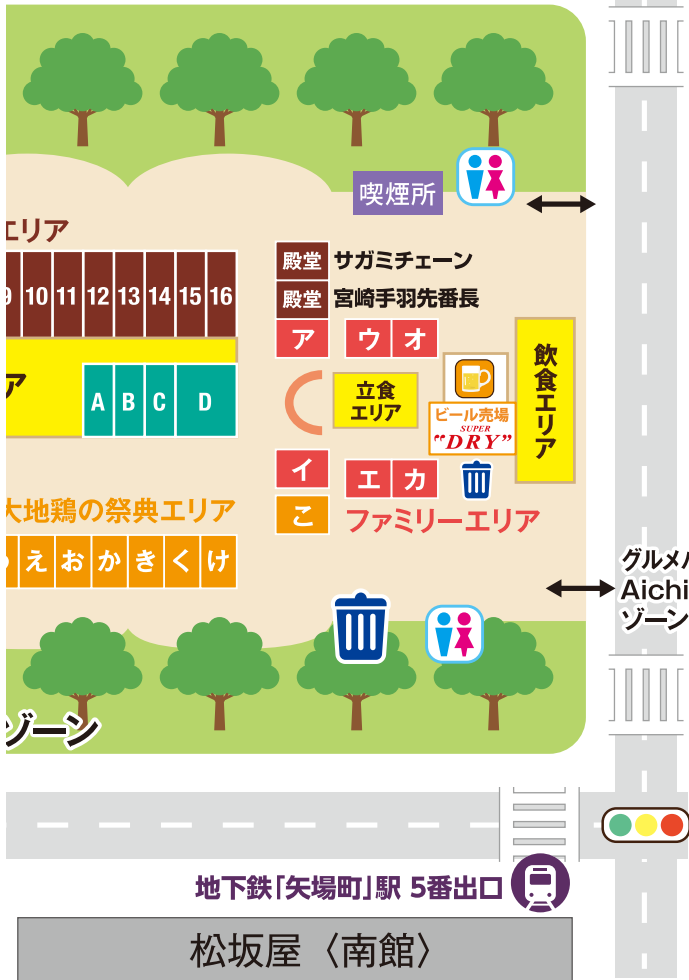 喫煙所
エリア
殿堂 サガミチェーン
殿堂 宮崎手羽先番長
9 10 11 12 13 14 15 16
ア ウ オ
飲食エリア
立食
エリア
ア
A B C D
ビール売場
SUPER
"DRY"
イ エ カ
こ
ファミリーエリア
大地鶏の祭典エリア
え お か き く け
グルメバ
Aichi
ゾーン
ゾーン
地下鉄「矢場町」駅 5番出口
松坂屋〈南館〉